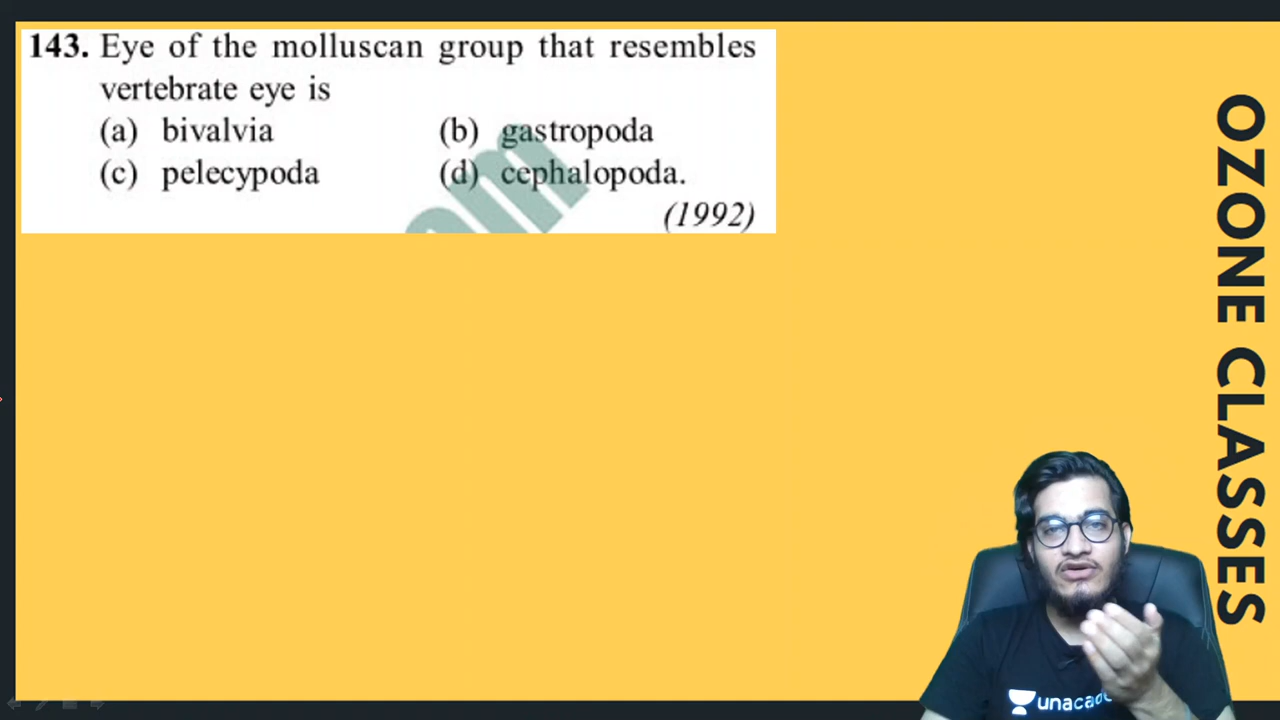 143. Eye of the molluscan group that resembles
vertebrate eye is
(a) bivalvia (b) gastropoda
(c) pelecypoda (d) cephalopoda.
(1992)
OZONE CLASSES